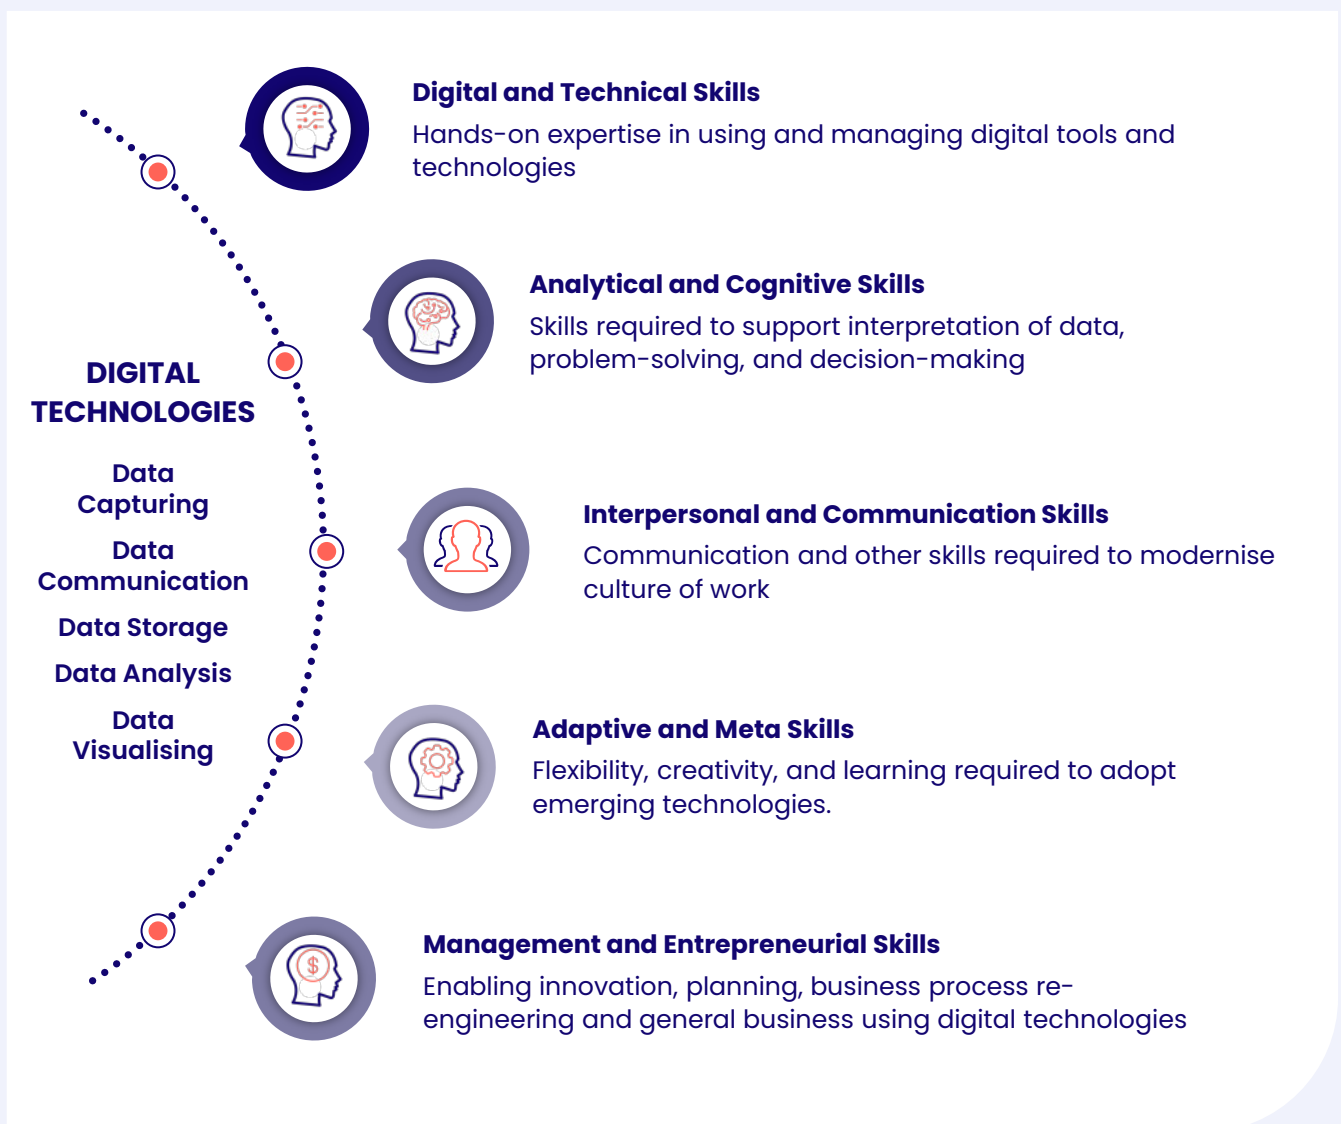 Digital and Technical Skills
Hands-on expertise in using and managing digital tools and
technologies
Analytical and Cognitive Skills
Skills required to support interpretation of data,
problem-solving, and decision-making
DIGITAL
TECHNOLOGIES
Data
Capturing
Data
Communication
Data Storage
Data Analysis
Data
Visualising
Interpersonal and Communication Skills
Communication and other skills required to modernise
culture of work
Adaptive and Meta Skills
Flexibility, creativity, and learning required to adopt
emerging technologies.
$
Management and Entrepreneurial Skills
Enabling innovation, planning, business process re-
engineering and general business using digital technologies